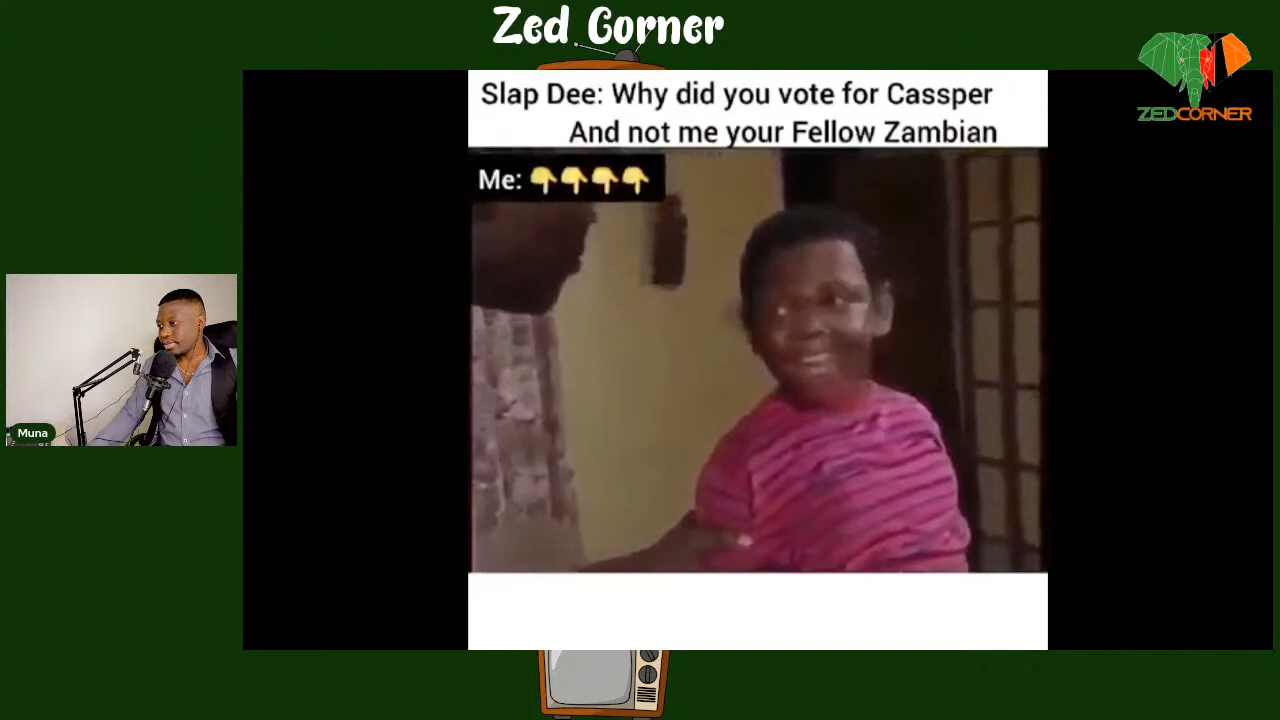 Zed Corner
ZEDCORNER
Slap Dee: Why did you vote for Cassper
And not me your Fellow Zambian
Me: 👇👇👇👇
Muna